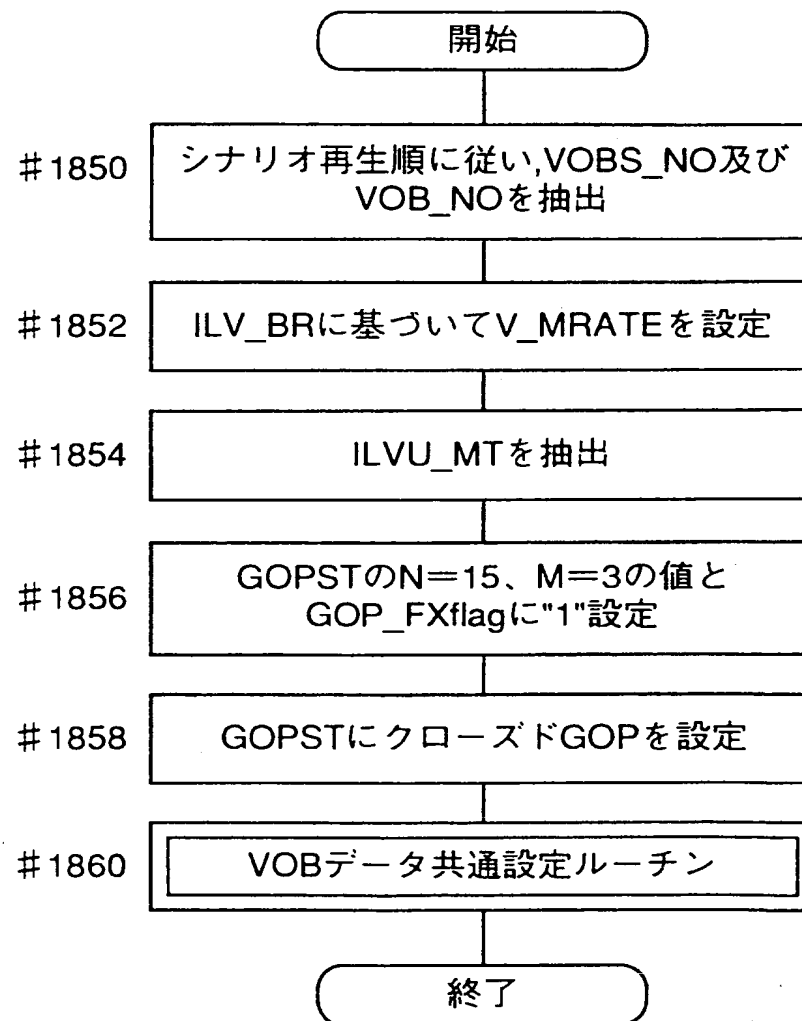 開始
#1850
シナリオ再生順に従い,VOBS_NO及び
VOB_NOを抽出
#1852
ILV_BRに基づいてV_MRATEを設定
#1854
ILVU_MTを抽出
#1856
GOPSTのN=15、M=3の値と
GOP_FXflagに"1"設定
#1858
GOPSTにクローズドGOPを設定
#1860
VOBデータ共通設定ルーチン
終了